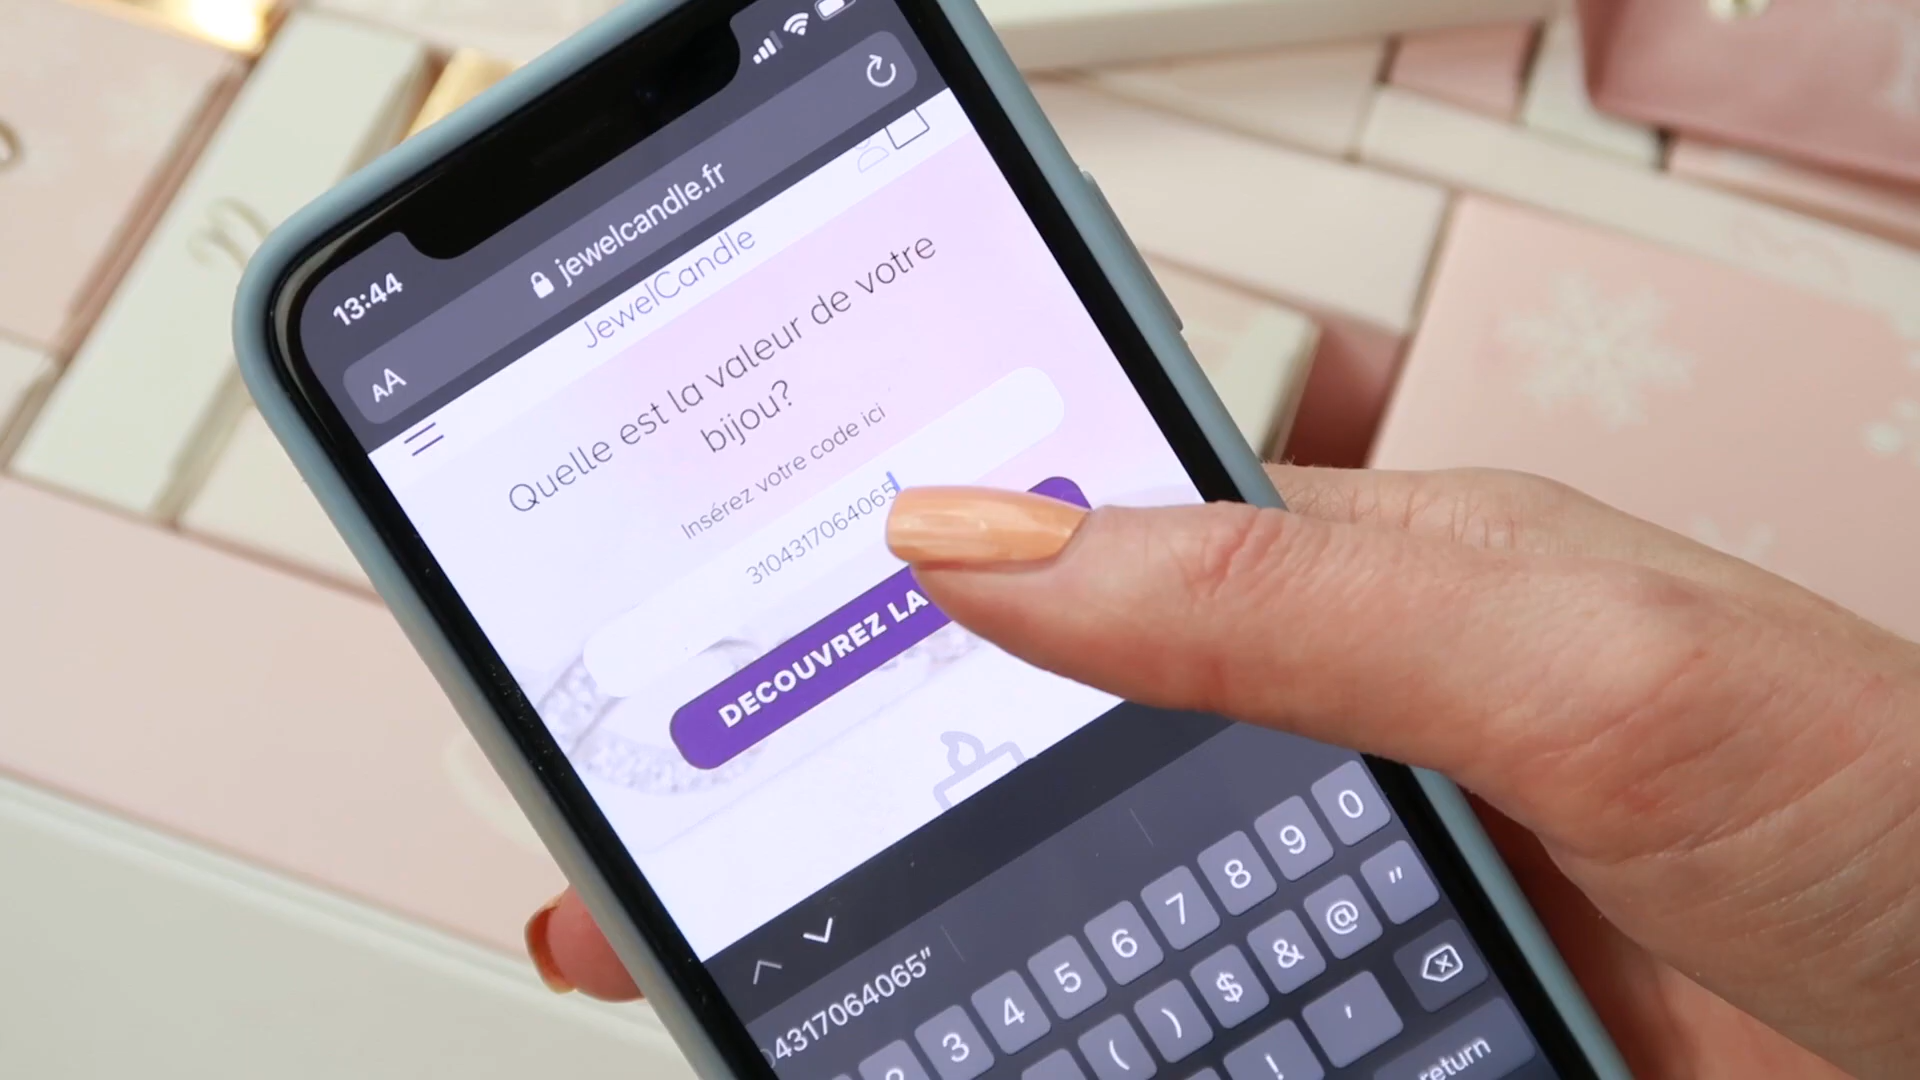 13:44
AA
jewelcandle.fr
JewelCandle
Quelle est la valeur de votre
bijou?
Insérez votre code ici
3104317064065
DECOUVREZ LA
4317064065"
3 4 5 6 7 8 9 0
( ) $ & @ "
! '
return